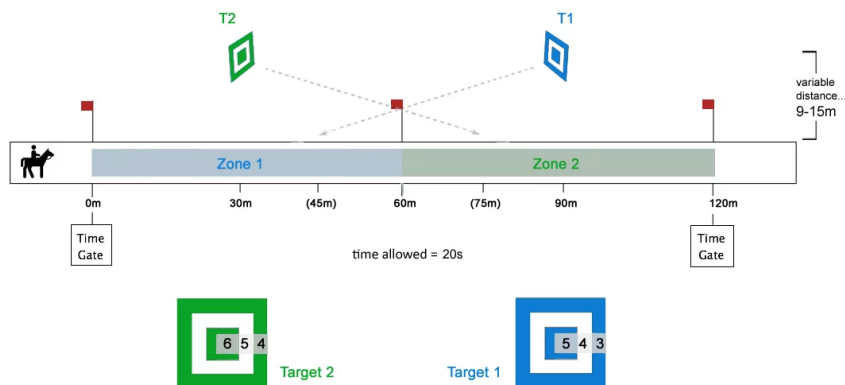 T2
T1
variable
distance...
9-15m
Zone 1
Zone 2
0m
30m
(45m)
60m
(75m)
90m
120m
Time
Gate
Time
Gate
time allowed = 20s
6 5 4
5 4 3
Target 2
Target 1